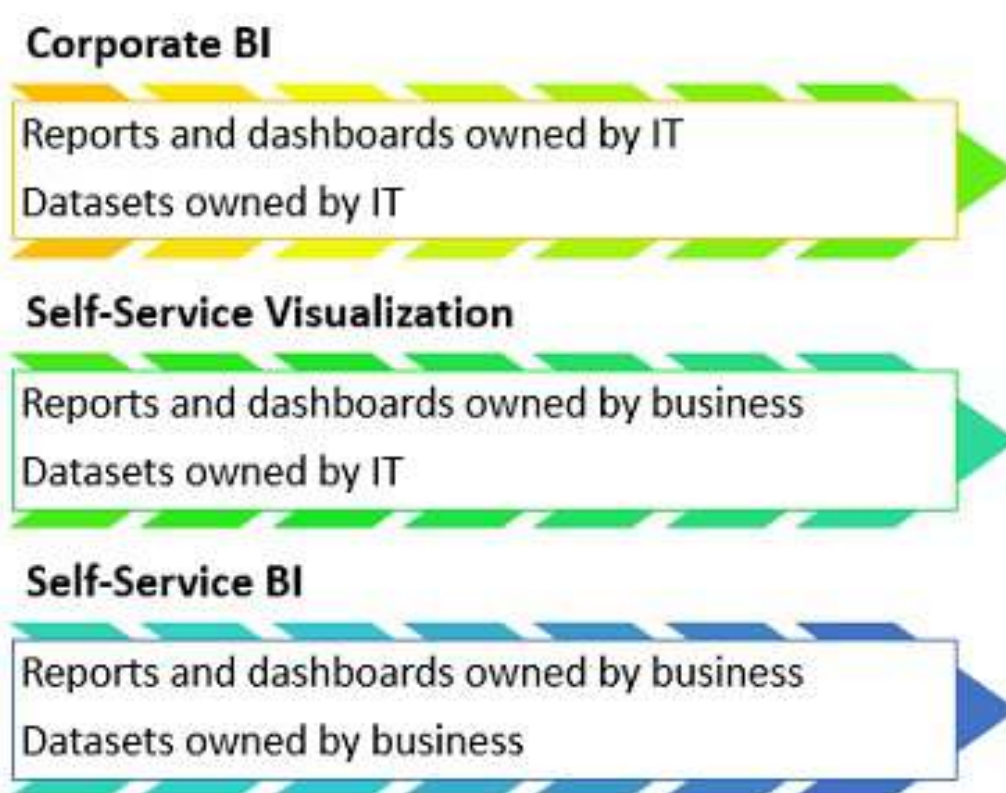 Corporate BI
Reports and dashboards owned by IT
Datasets owned by IT
Self-Service Visualization
Reports and dashboards owned by business
Datasets owned by IT
Self-Service BI
Reports and dashboards owned by business
Datasets owned by business